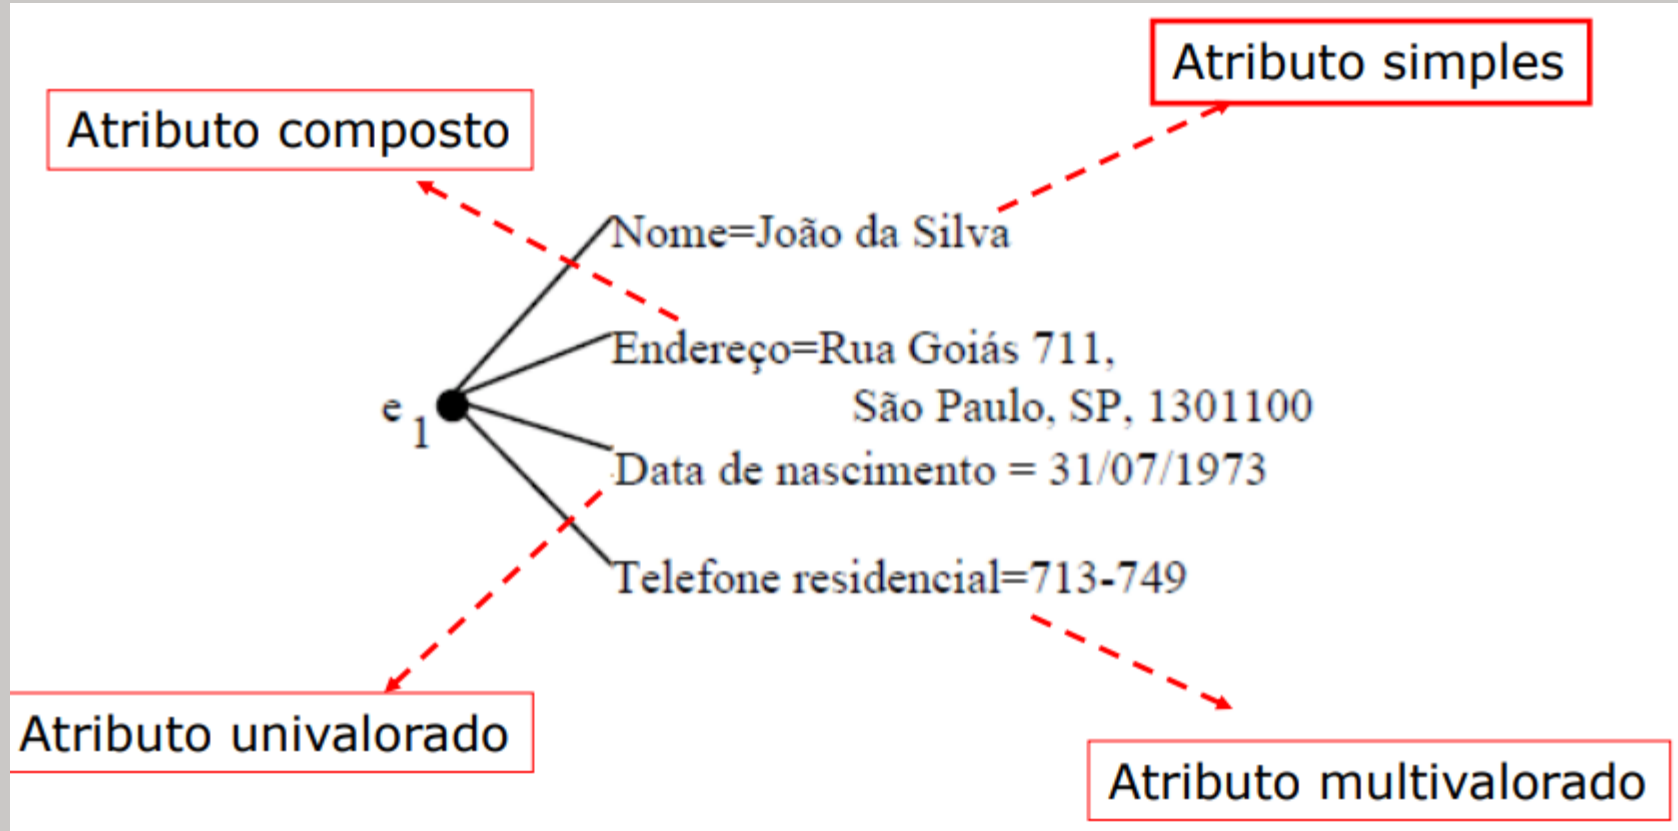 Atributo simples
Atributo composto
Nome=João da Silva
Endereço=Rua Goiás 711,
São Paulo, SP, 1301100
e 1
Data de nascimento = 31/07/1973
Telefone residencial=713-749
Atributo univalorado
Atributo multivalorado